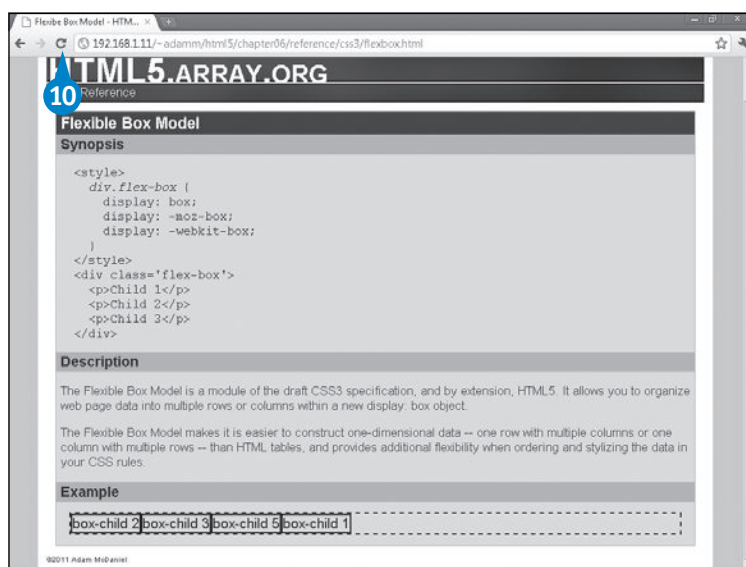 Flexibe Box Model - HTM...
192.168.1.11/~adamm/html5/chapter06/reference/css3/flexbox.html
HTML5.ARRAY.ORG
10
Reference
Flexible Box Model
Synopsis
<style>
div.flex-box {
display: box;
display: -moz-box;
display: -webkit-box;
}
</style>
<div class='flex-box'>
<p>Child 1</p>
<p>Child 2</p>
<p>Child 3</p>
</div>
Description
The Flexible Box Model is a module of the draft CSS3 specification, and by extension, HTML5. It allows you to organize
web page data into multiple rows or columns within a new display: box object.
The Flexible Box Model makes it is easier to construct one-dimensional data -- one row with multiple columns or one
column with multiple rows -- than HTML tables, and provides additional flexibility when ordering and stylizing the data in
your CSS rules.
Example
box-child 2 box-child 3 box-child 5 box-child 1
©2011 Adam McDaniel